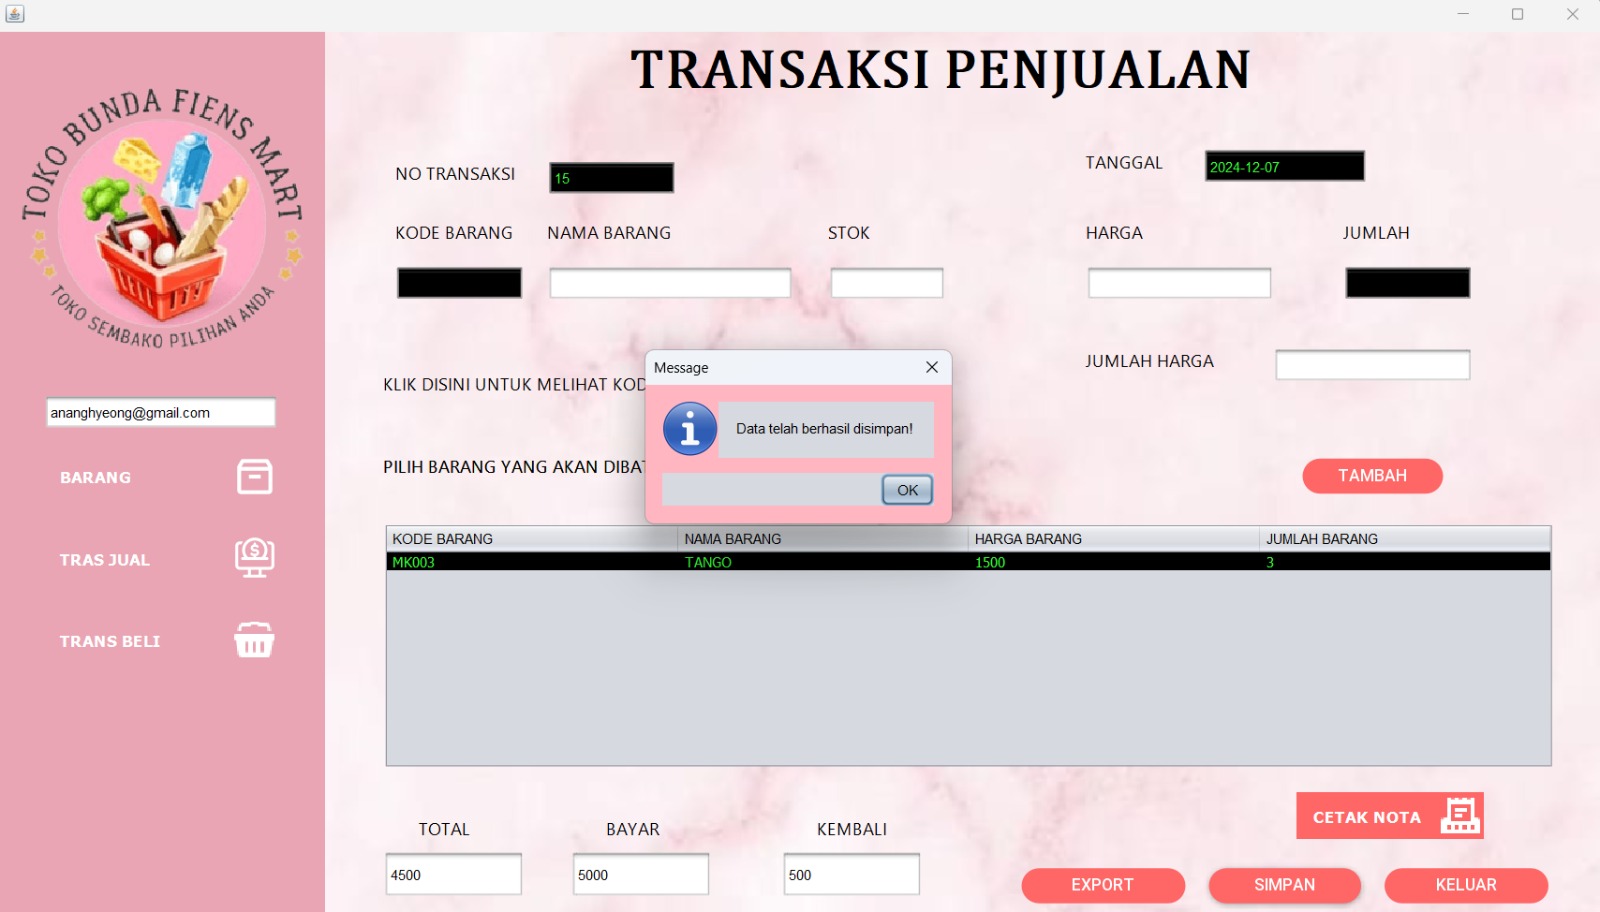 TRANSAKSI PENJUALAN
TOKO BUNDA FIENS MART
TOKO SEMBAKO PILIHAN ANDA
ananghyeong@gmail.com
BARANG
TRAS JUAL
TRANS BELI
NO TRANSAKSI 15 TANGGAL 2024-12-07
KODE BARANG NAMA BARANG STOK HARGA JUMLAH
JUMLAH HARGA
KLIK DISINI UNTUK MELIHAT
PILIH BARANG YANG AKAN
TAMBAH
Message
Data telah berhasil disimpan!
OK
KODE BARANG NAMA BARANG HARGA BARANG JUMLAH BARANG
MK003 TANGO 1500 3
TOTAL BAYAR KEMBALI
4500 5000 500
CETAK NOTA
EXPORT SIMPAN KELUAR